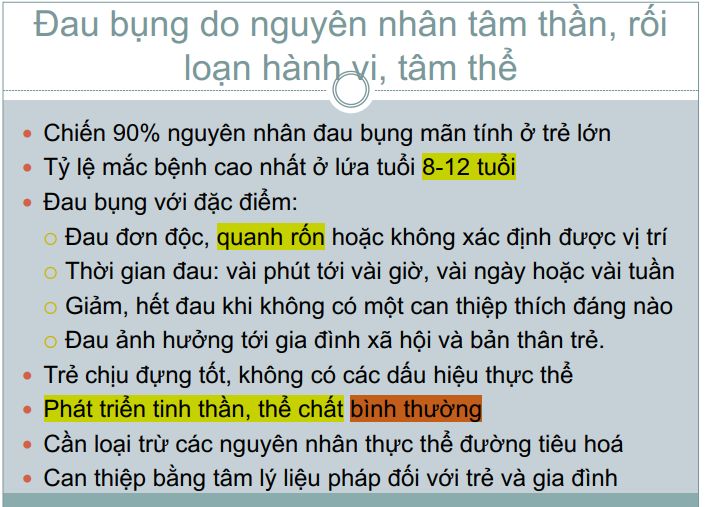 Đau bụng do nguyên nhân tâm thần, rối
loạn hành vi, tâm thể
Chiến 90% nguyên nhân đau bụng mãn tính ở trẻ lớn
Tỷ lệ mắc bệnh cao nhất ở lứa tuổi 8-12 tuổi
Đau bụng với đặc điểm:
Đau đơn độc, quanh rốn hoặc không xác định được vị trí
Thời gian đau: vài phút tới vài giờ, vài ngày hoặc vài tuần
Giảm, hết đau khi không có một can thiệp thích đáng nào
Đau ảnh hưởng tới gia đình xã hội và bản thân trẻ.
Trẻ chịu đựng tốt, không có các dấu hiệu thực thể
Phát triển tinh thần, thể chất bình thường
Cần loại trừ các nguyên nhân thực thể đường tiêu hoá
Can thiệp bằng tâm lý liệu pháp đối với trẻ và gia đình